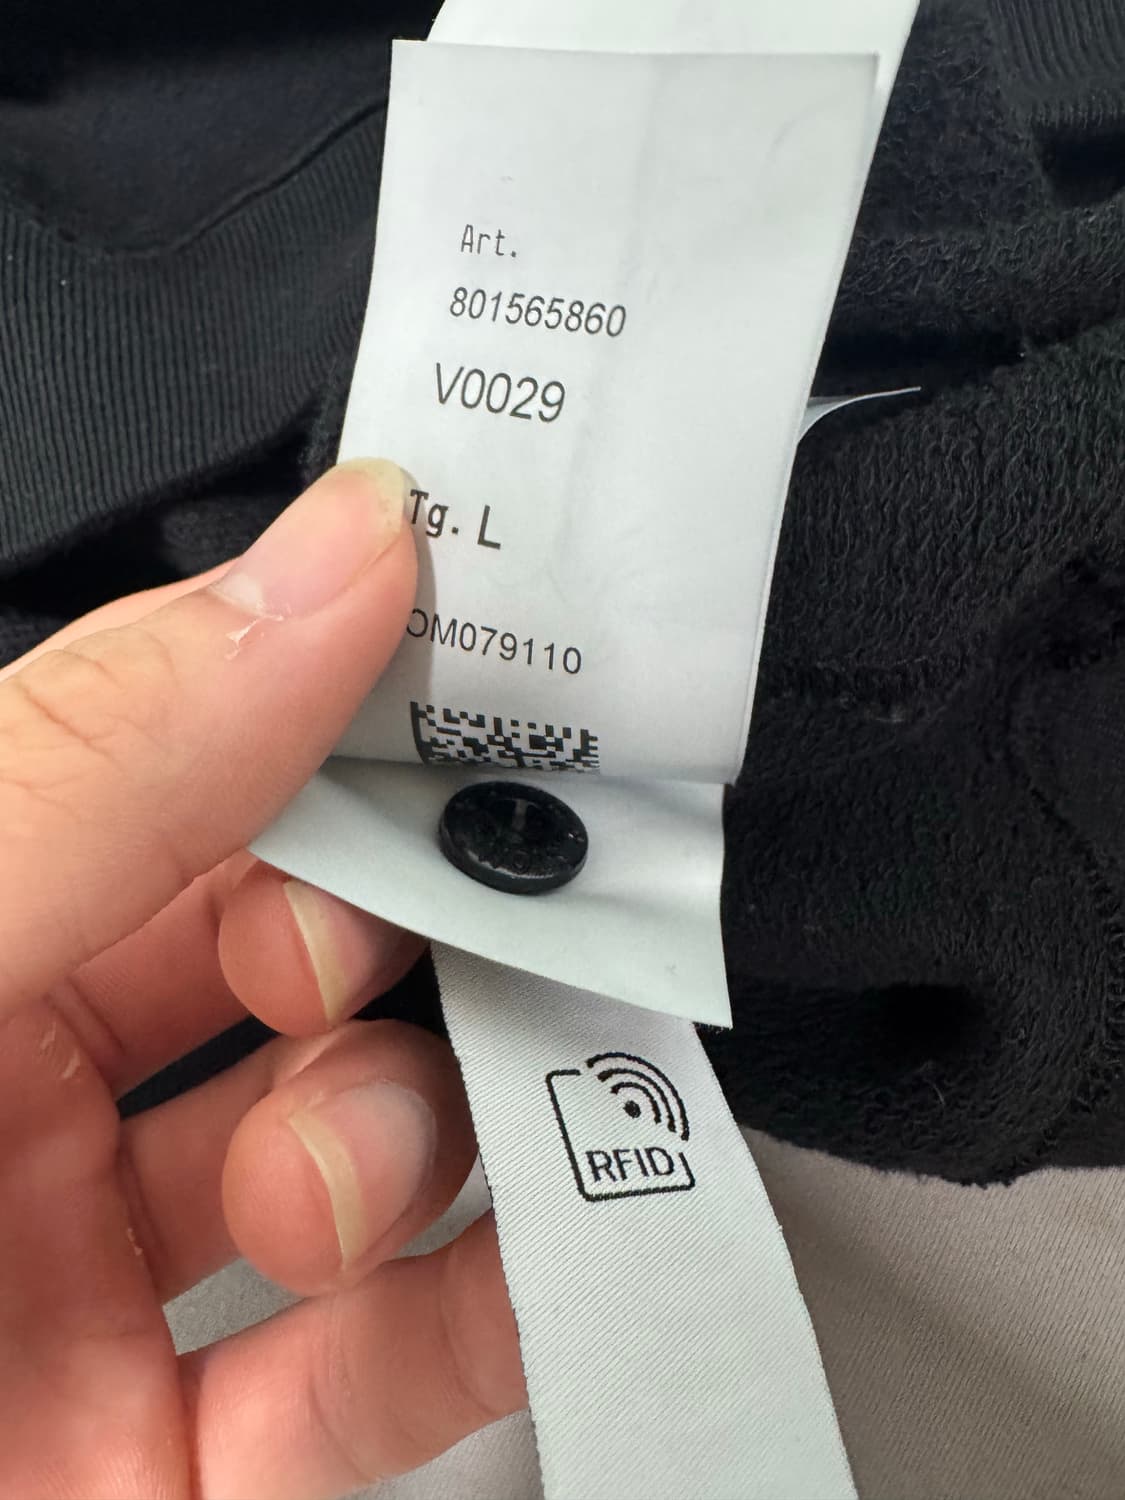 Art.
801565860
V0029
Tg. L
OM079110
RFID